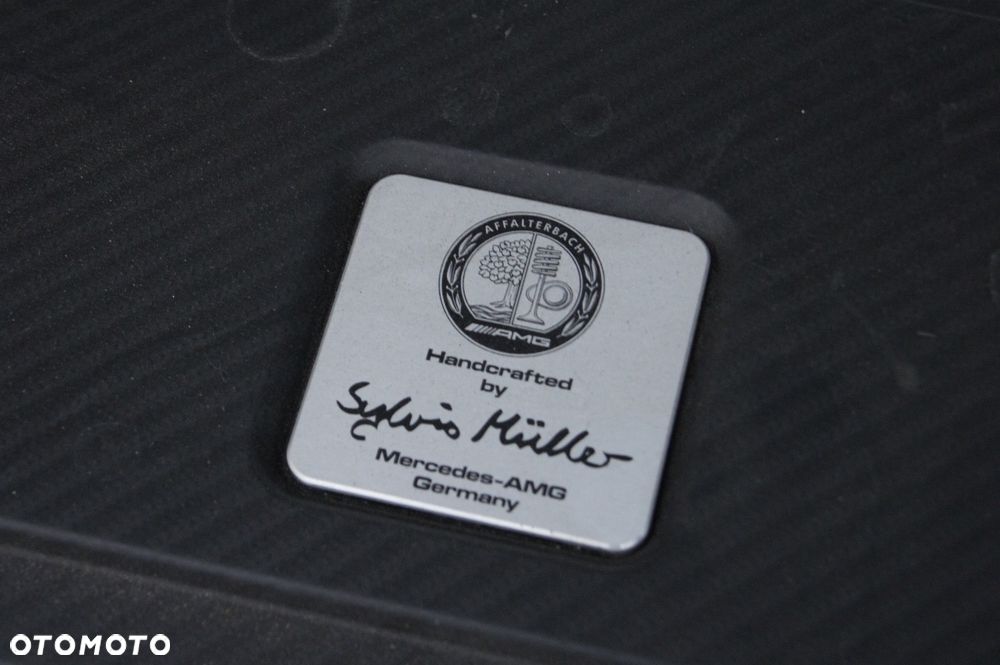 AFFALTERBACH
AMG
Handcrafted
by
Sylvio Müller
Mercedes-AMG
Germany
OTOMOTO